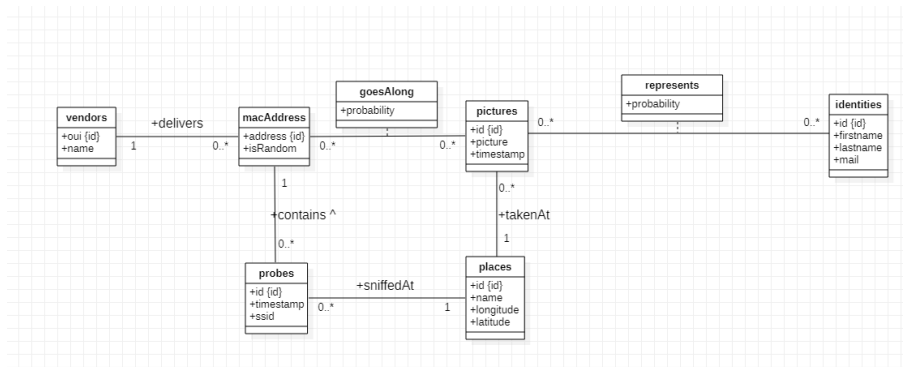 goesAlong
+probability
represents
+probability
vendors
+oui {id}
+name
+delivers
1
0..*
macAddress
+address {id}
+isRandom
0..*
0..*
pictures
+id {id}
+picture
+timestamp
0..*
0..*
identities
+id {id}
+firstname
+lastname
+mail
1
+contains ^
0..*
0..*
+takenAt
1
probes
+id {id}
+timestamp
+ssid
+sniffedAt
0..*
1
places
+id {id}
+name
+longitude
+latitude